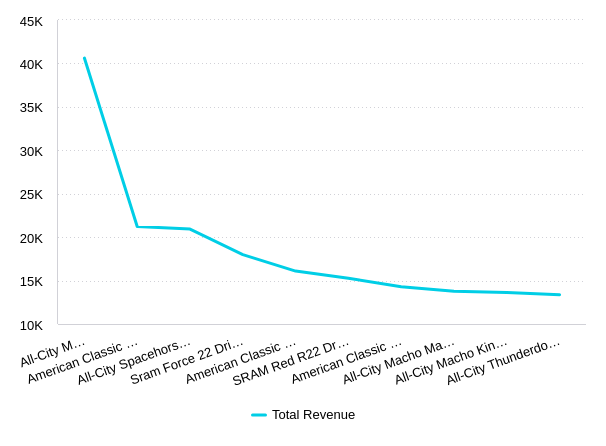 45K
40K
35K
30K
25K
20K
15K
10K
All-City M...
American Classic ...
All-City Spacehors...
Sram Force 22 Dri...
American Classic ...
SRAM Red R22 Dr...
American Classic ...
All-City Macho Ma...
All-City Macho Kin...
All-City Thunderdo...
Total Revenue